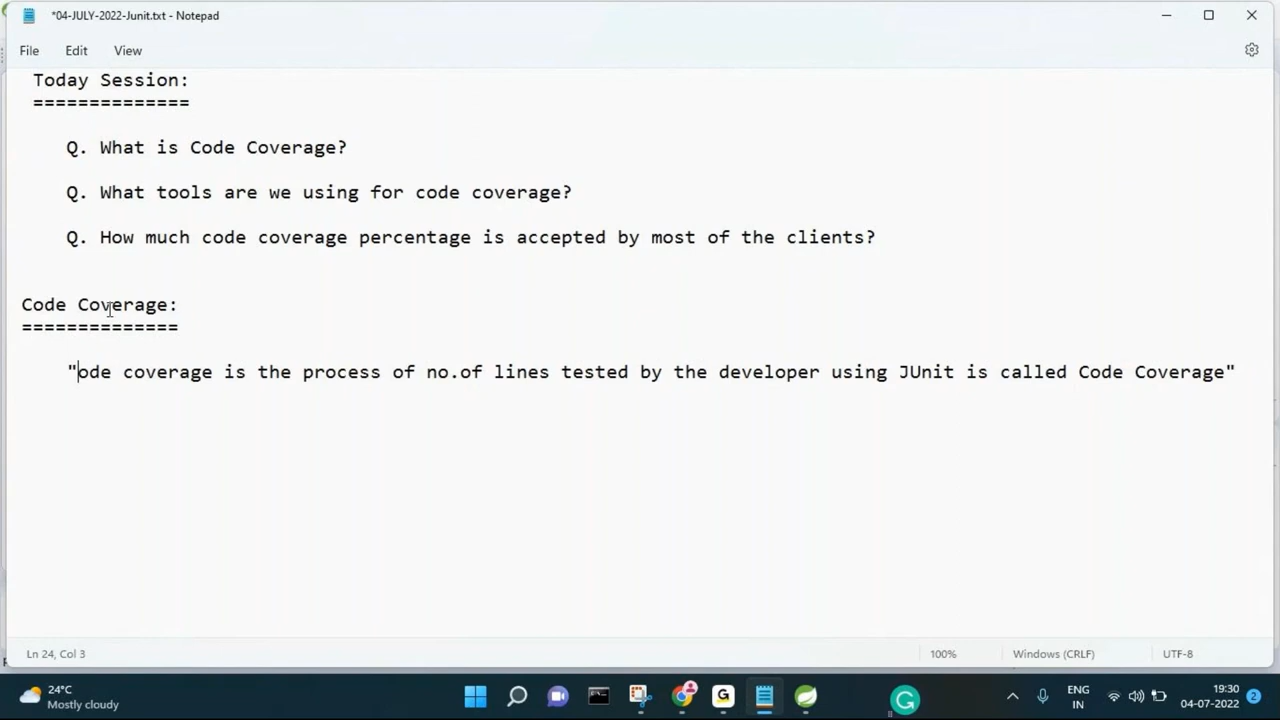 *04-JULY-2022-Junit.txt - Notepad
File Edit View
Today Session:
==============
Q. What is Code Coverage?
Q. What tools are we using for code coverage?
Q. How much code coverage percentage is accepted by most of the clients?
Code Coverage:
==============
"ode coverage is the process of no.of lines tested by the developer using JUnit is called Code Coverage"
Ln 24, Col 3 100% Windows (CRLF) UTF-8
24°C
Mostly cloudy
ENG
IN
19:30
04-07-2022
2